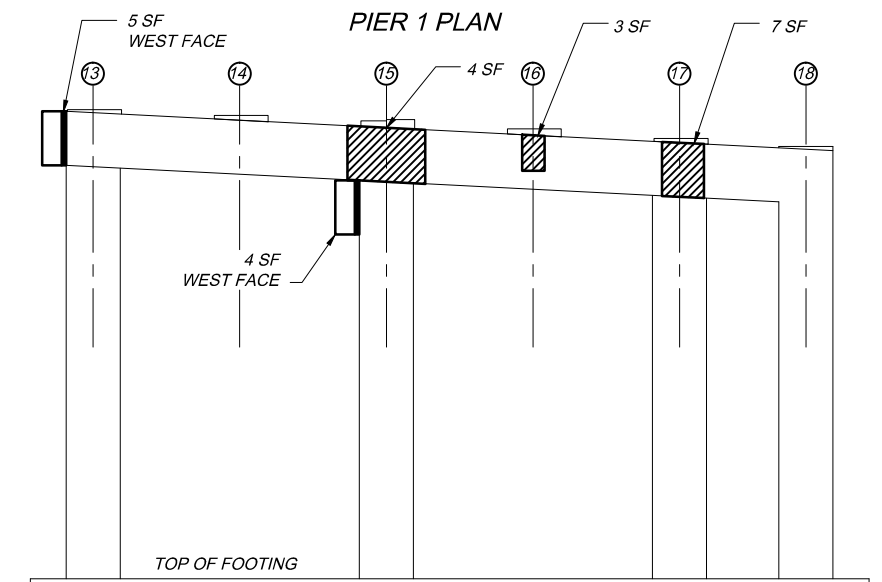 PIER 1 PLAN
5 SF
WEST FACE
4 SF
3 SF
7 SF
13
14
15
16
17
18
4 SF
WEST FACE
TOP OF FOOTING